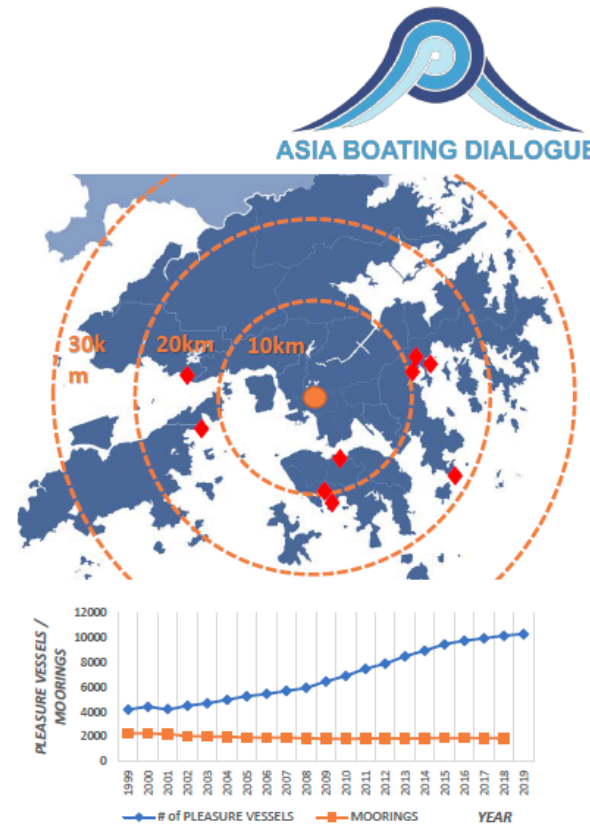 ASIA BOATING DIALOGUE
30k
m
20km
10km
PLEASURE VESSELS /
MOORINGS
12000
10000
8000
6000
4000
2000
0
1999
2000
2001
2002
2003
2004
2005
2006
2007
2008
2009
2010
2011
2012
2013
2014
2015
2016
2017
2018
2019
# of PLEASURE VESSELS
MOORINGS
YEAR